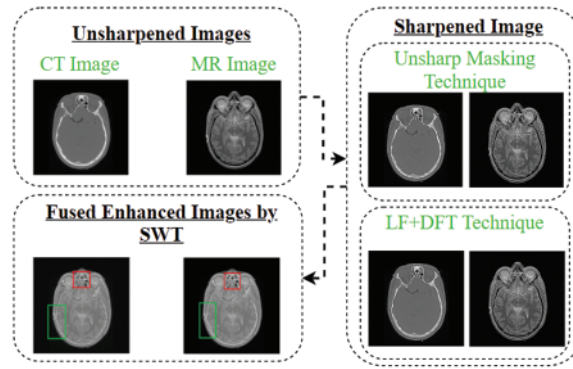 Unsharpened Images
CT Image
MR Image
Sharpened Image
Unsharp Masking
Technique
LF+DFT Technique
Fused Enhanced Images by
SWT